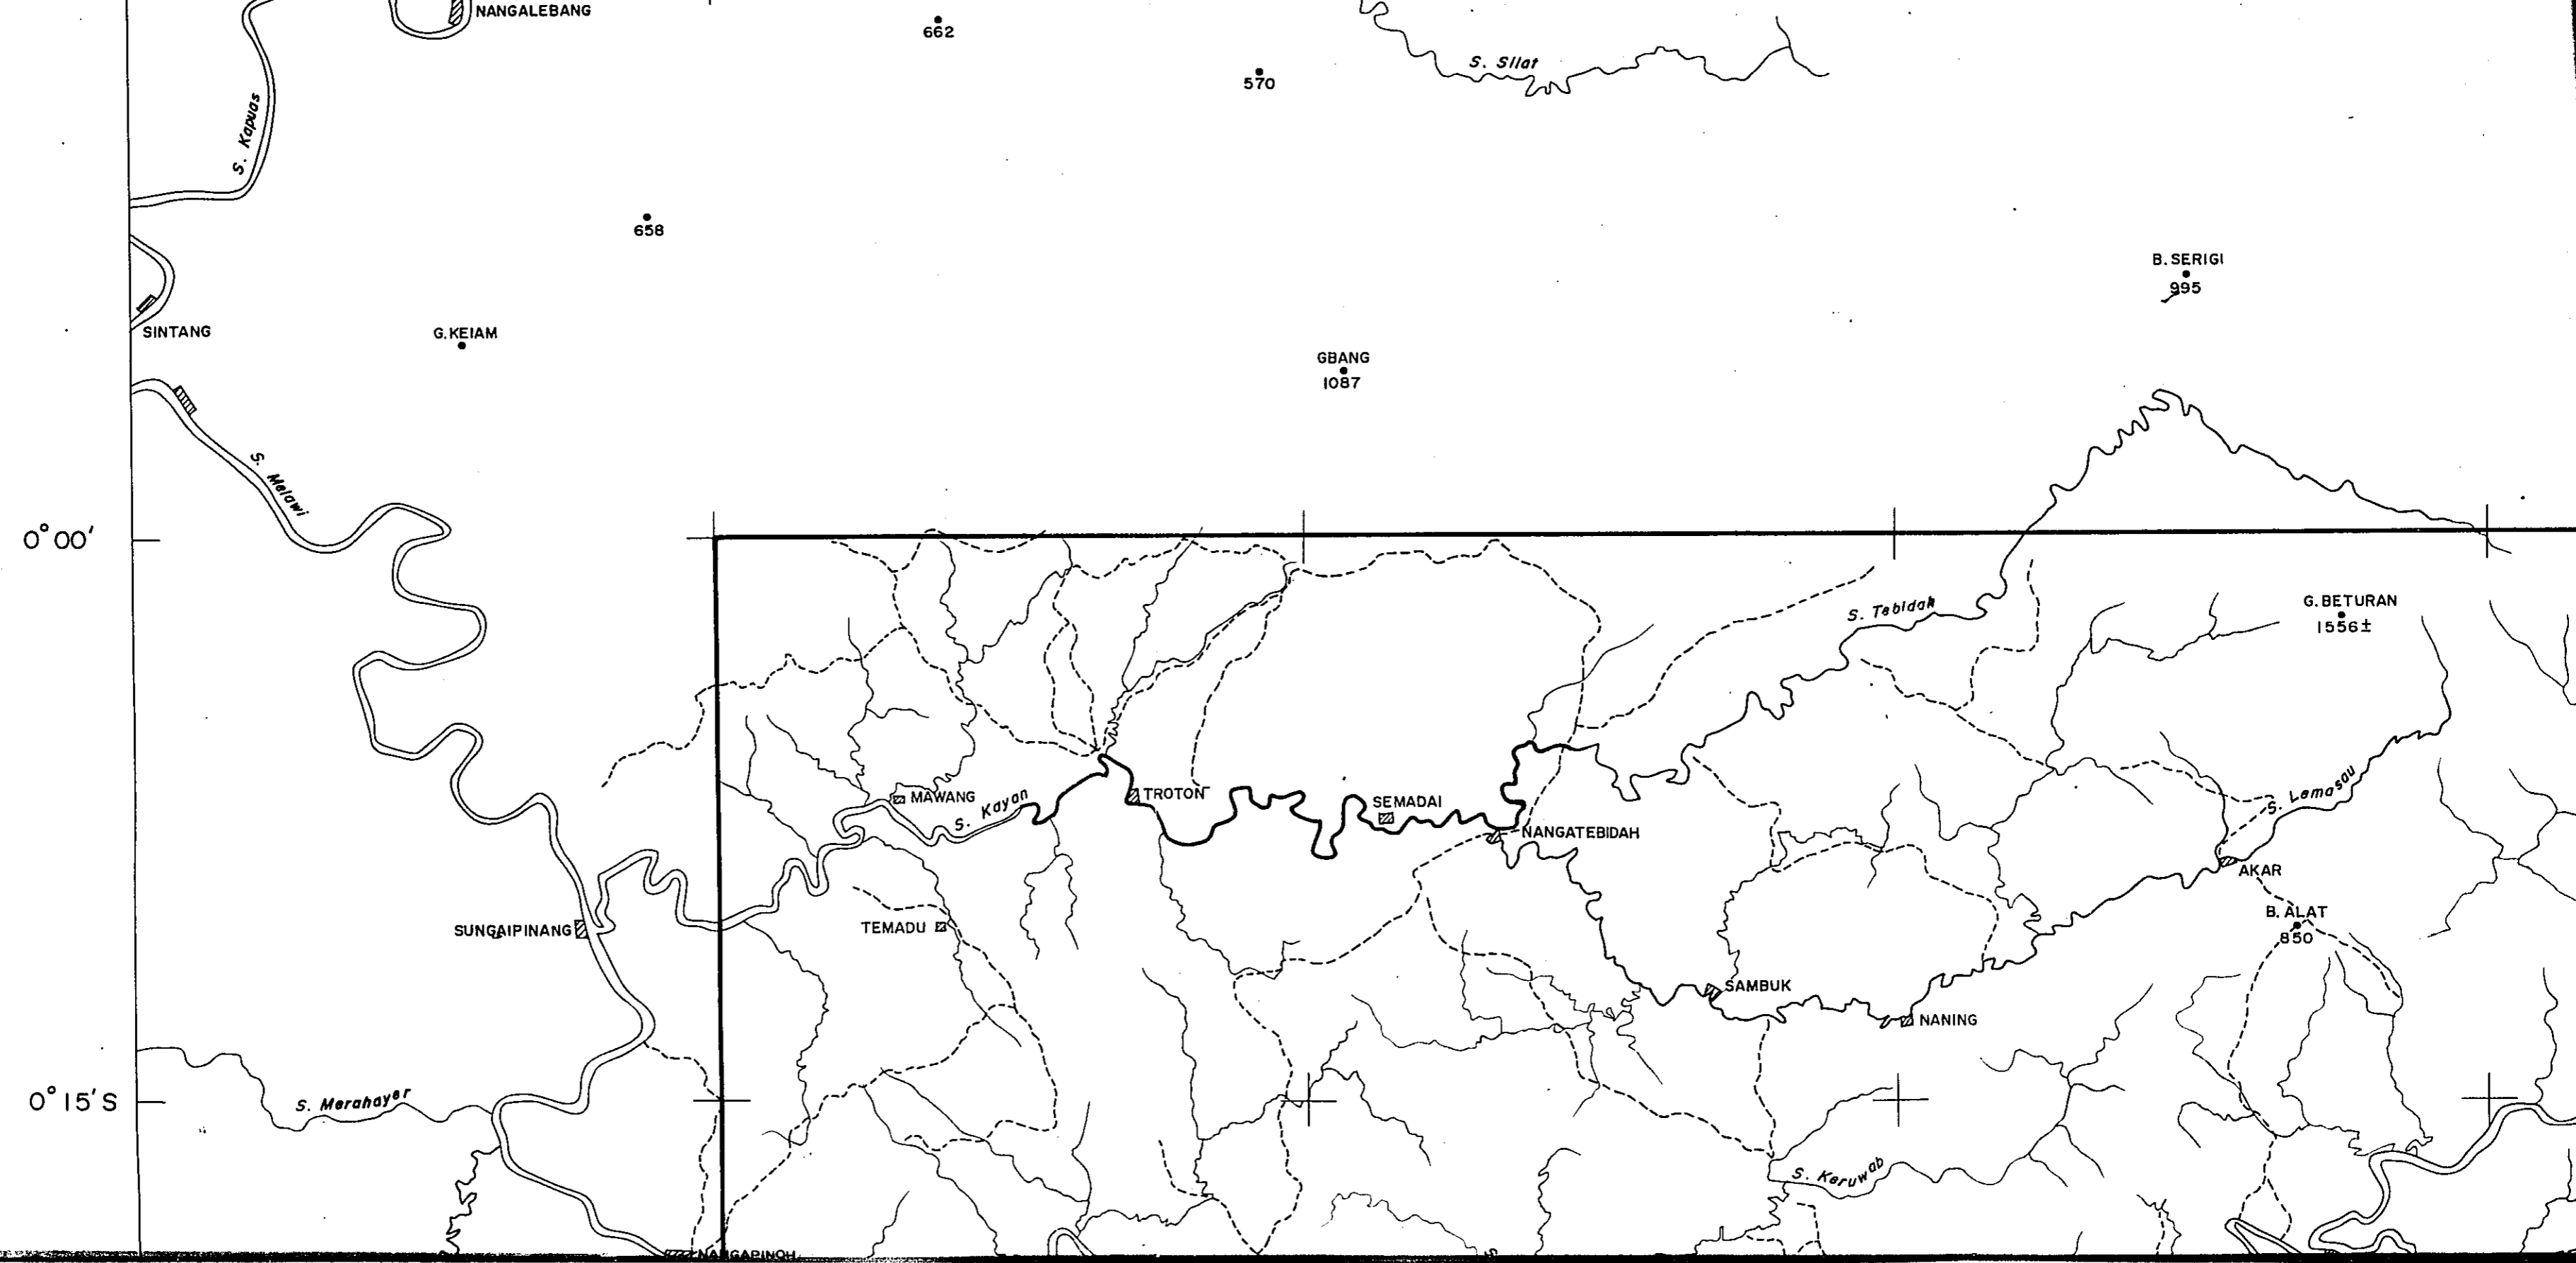 NANGALEBANG
662
S. Silat
570
S. Kapuas
658
B. SERIGI
995
SINTANG
G. KEIAM
GBANG
1087
S. Melawi
0°00'
G. BETURAN
1556±
S. Tebidah
MAWANG
S. Kayan
TROTON
SEMADAI
NANGATEBIDAH
S. Lemasau
AKAR
SUNGAIPINANG
TEMADU
B. ALAT
850
SAMBUK
NANING
0°15'S
S. Merahayer
S. Keruwab
NANGAPINOH